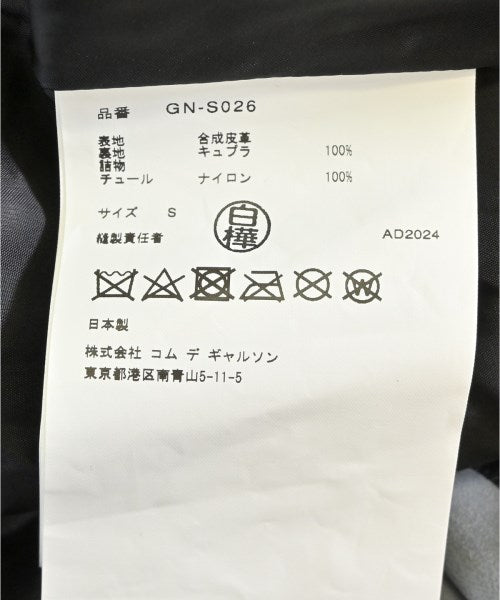 品番 GN-S026
表地 合成皮革
裏地 キュプラ 100%
詰物
チュール ナイロン 100%
サイズ S
白樺
縫製責任者 AD2024
W
日本製
株式会社 コム デ ギャルソン
東京都港区南青山5-11-5